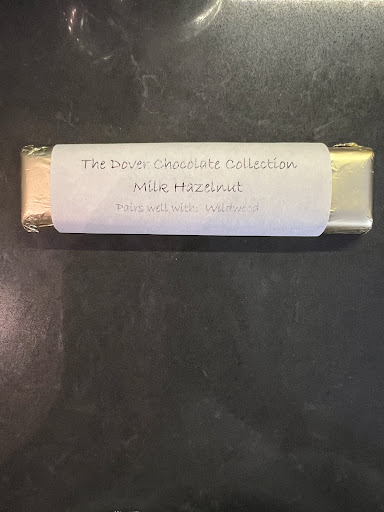 The Dover Chocolate Collection
Milk Hazelnut
Pairs well with: Wildwood